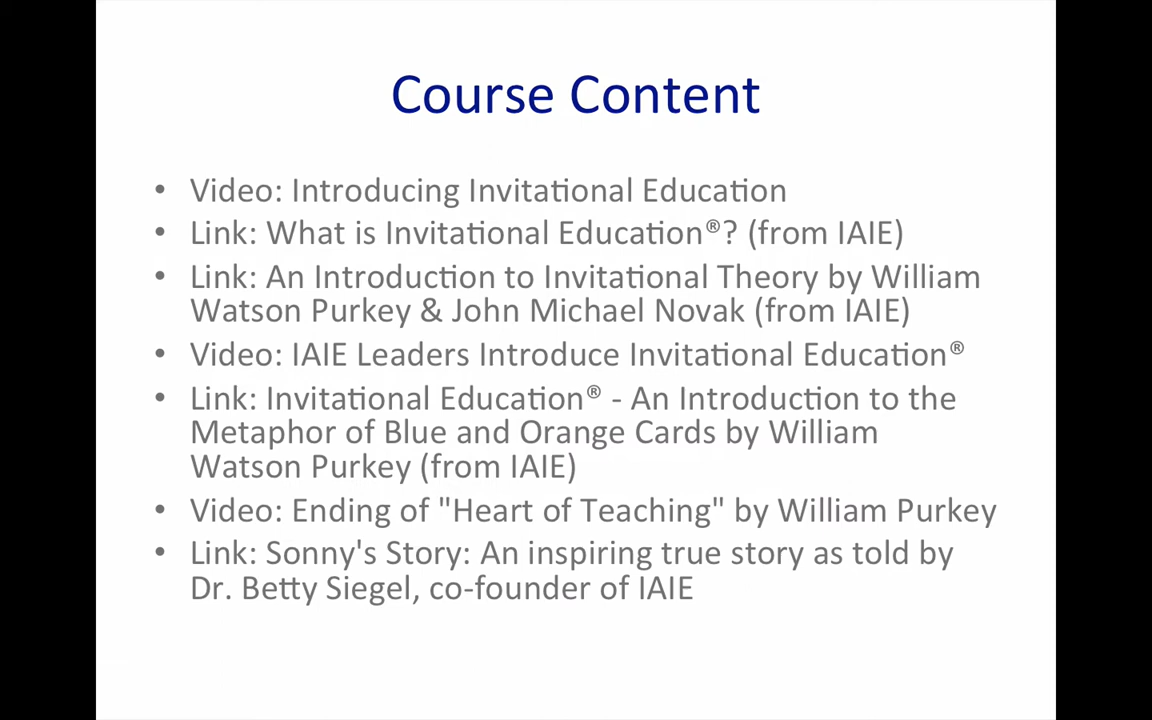 Course Content
• Video: Introducing Invitational Education
• Link: What is Invitational Education®? (from IAIE)
• Link: An Introduction to Invitational Theory by William
Watson Purkey & John Michael Novak (from IAIE)
• Video: IAIE Leaders Introduce Invitational Education®
• Link: Invitational Education® - An Introduction to the
Metaphor of Blue and Orange Cards by William
Watson Purkey (from IAIE)
• Video: Ending of "Heart of Teaching" by William Purkey
• Link: Sonny's Story: An inspiring true story as told by
Dr. Betty Siegel, co-founder of IAIE